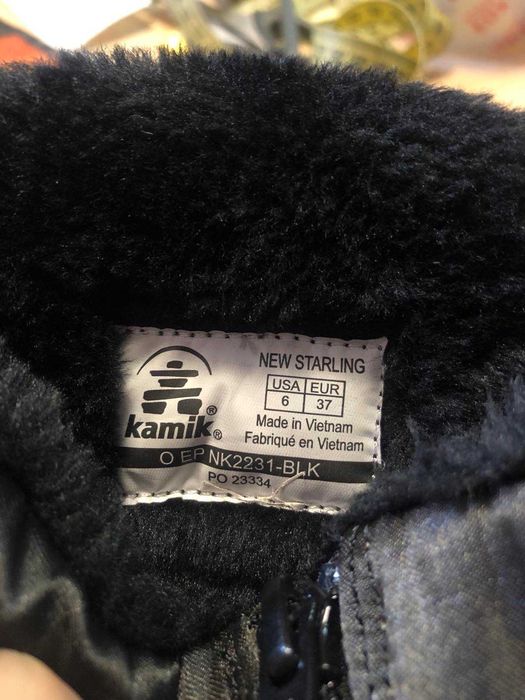 NEW STARLING
USA EUR
6 37
kamik®
Made in Vietnam
Fabriqué en Vietnam
O EP NK2231-BLK
PO 23334